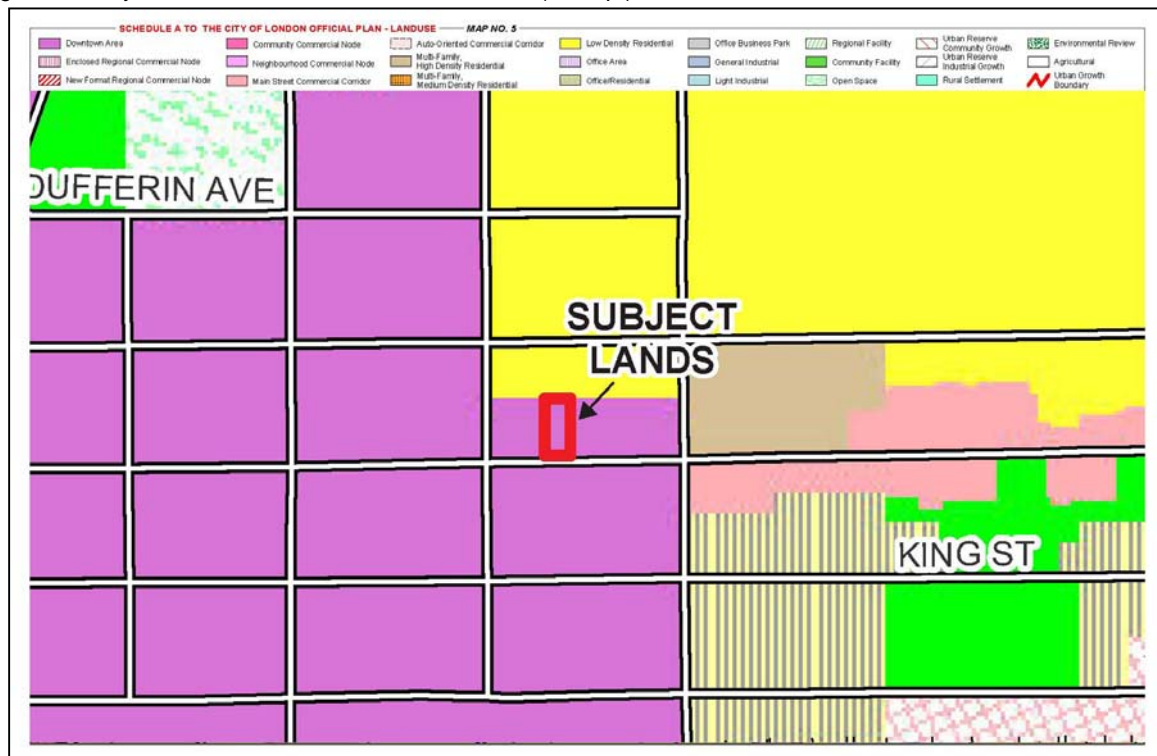 SCHEDULE A TO THE CITY OF LONDON OFFICIAL PLAN - LANDUSE MAP NO. 5
Downtown Area
Enclosed Regional Commercial Node
New Format Regional Commercial Node
Community Commercial Node
Neighbourhood Commercial Node
Main Street Commercial Corridor
Auto-Oriented Commercial Corridor
Multi-Family,
High Density Residential
Multi-Family,
Medium Density Residential
Low Density Residential
Office Area
Office/Residential
Office Business Park
General Industrial
Light Industrial
Regional Facility
Community Facility
Open Space
Urban Reserve
Community Growth
Urban Reserve
Industrial Growth
Rural Settlement
Environmental Review
Agricultural
Urban Growth
Boundary
DUFFERIN AVE
SUBJECT
LANDS
KING ST